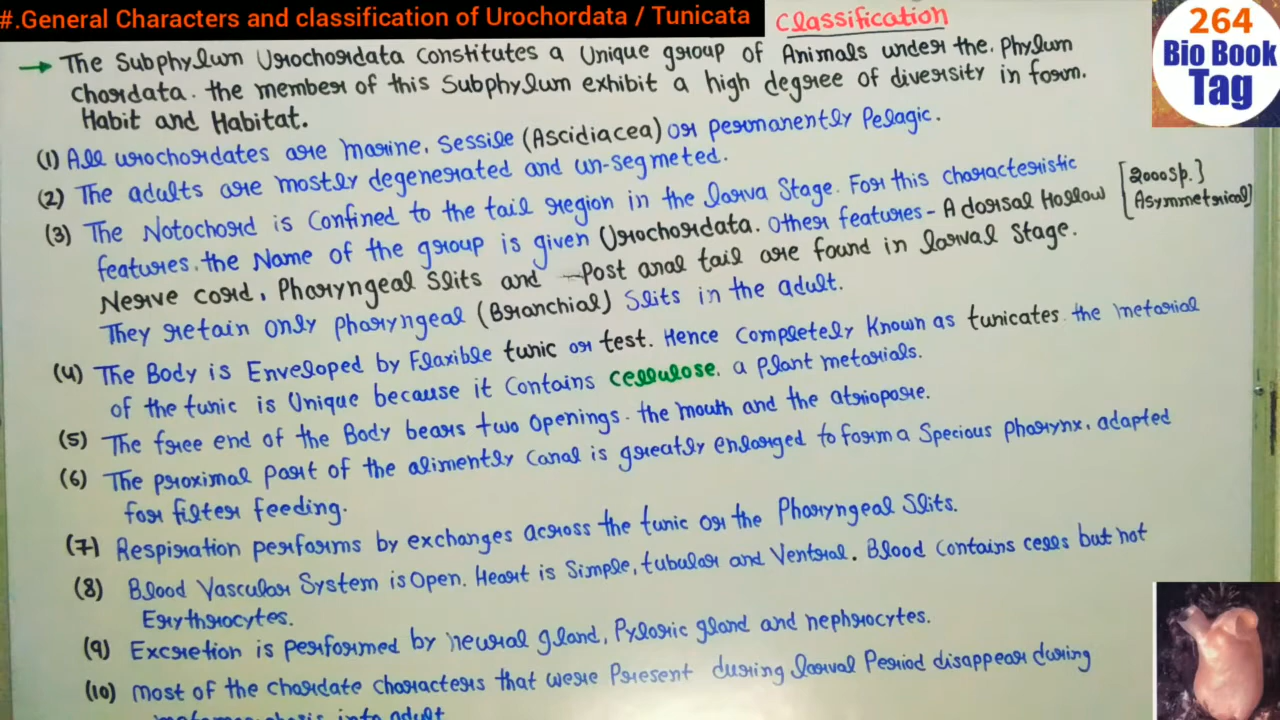 #.General Characters and classification of Urochordata / Tunicata
Classification
264
Bio Book
Tag
→ The Subphylum Urochordata Constitutes a Unique group of Animals under the. Phylum
Chordata. the member of this Subphylum exhibit a high degree of diversity in form.
Habit and Habitat.
(1) All urochordates are marine. Sessile (Ascidiacea) or permanently Pelagic.
(2) The adults are mostly degenerated and un-segmeted.
(3) The Notochord is Confined to the tail region in the larva Stage. For this characteristic
features. the Name of the group is given Urochordata. Other features - A dorsal Hollow
[2000sp.}
Asymmetrical]
Nerve cord, Pharyngeal Slits and - Post anal tail are found in larval Stage.
They retain only pharyngeal (Branchial) Slits in the adult.
(4) The Body is Enveloped by Flaxible tunic or test. Hence Completely Known as tunicates. the metarial
of the tunic is Unique because it Contains cellulose. a plant metarials.
(5) The free end of the Body bears two openings. the mouth and the atriopore.
(6) The proximal part of the alimently Canal is greatly enlarged to form a Specious pharynx. adapted
for filter feeding.
(7) Respiration performs by exchanges across the tunic or the Pharyngeal Slits.
(8) Blood Vascular System is Open. Heart is Simple, tubular and Ventral. Blood Contains cells but not
Erythrocytes.
(9) Excretion is performed by neural gland, Pyloric gland and nephrocytes.
(10) most of the chordate characters that were Present during larval Period disappear during
into adult